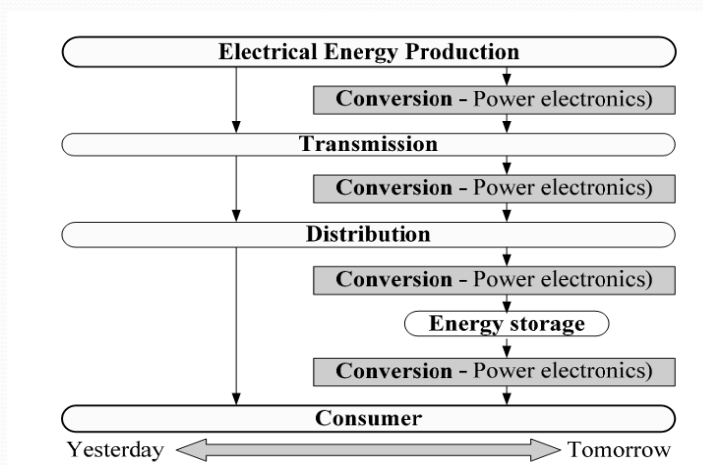 Electrical Energy Production
Conversion - Power electronics)
Transmission
Conversion - Power electronics)
Distribution
Conversion - Power electronics)
Energy storage
Conversion - Power electronics)
Consumer
Yesterday Tomorrow